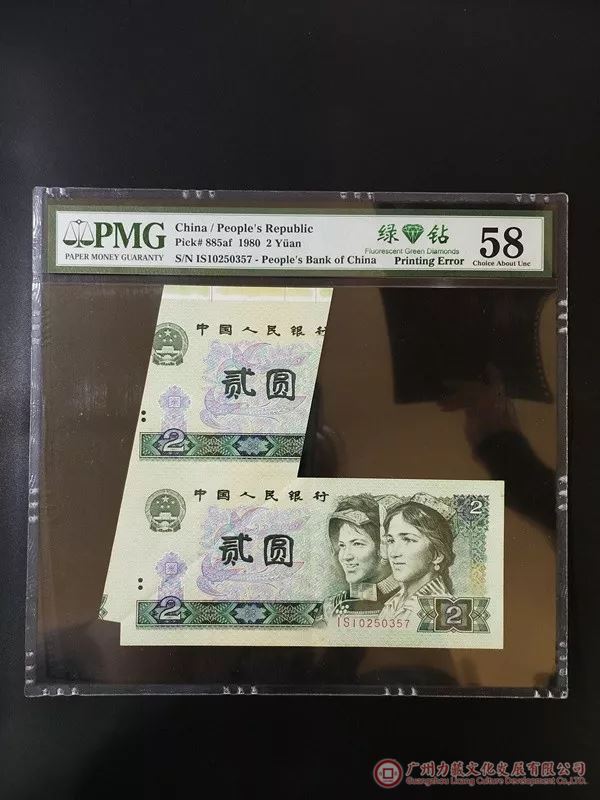 PMG
PAPER MONEY GUARANTY
China / People's Republic
Pick# 885af 1980 2 Yüan
S/N IS10250357 - People's Bank of China
绿 钻
Fluorescent Green Diamonds
Printing Error
58
Choice About Unc
中国人民银行
贰圆
2
中国人民银行
贰圆
2
2
2
IS10250357
广州力藏文化发展有限公司
Guangzhou Licang Culture Development Co.,Ltd